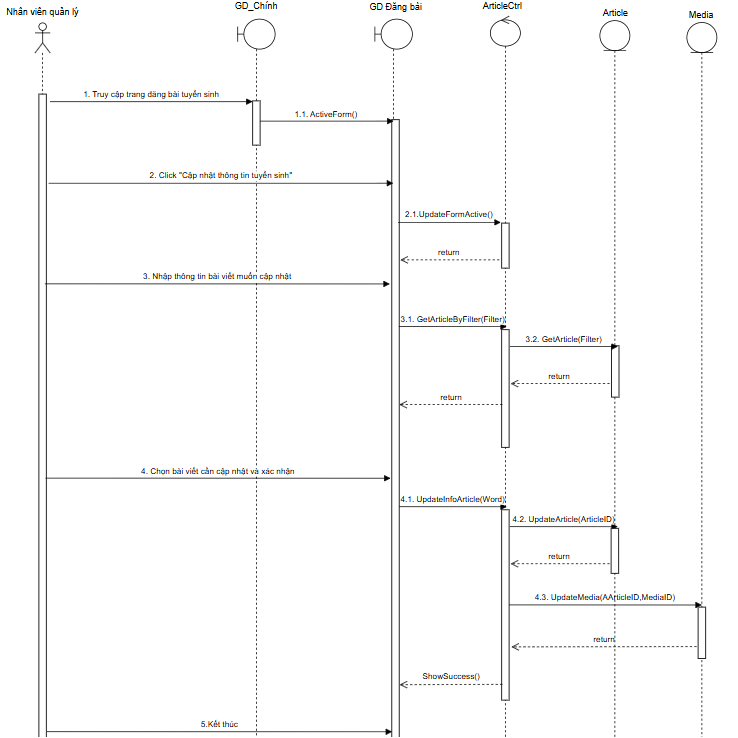 Nhân viên quản lý
GD_Chính
GD Đăng bài
ArticleCtrl
Article
Media
1. Truy cập trang đăng bài tuyển sinh
1.1. ActiveForm()
2. Click "Cập nhật thông tin tuyển sinh"
2.1.UpdateFormActive()
return
3. Nhập thông tin bài viết muốn cập nhật
3.1. GetArticleByFilter(Filter)
3.2. GetArticle(Filter)
return
return
4. Chọn bài viết cần cập nhật và xác nhận
4.1. UpdateInfoArticle(Word)
4.2. UpdateArticle(ArticleID)
return
4.3. UpdateMedia(AArticleID,MediaID)
return
ShowSuccess()
5.Kết thúc